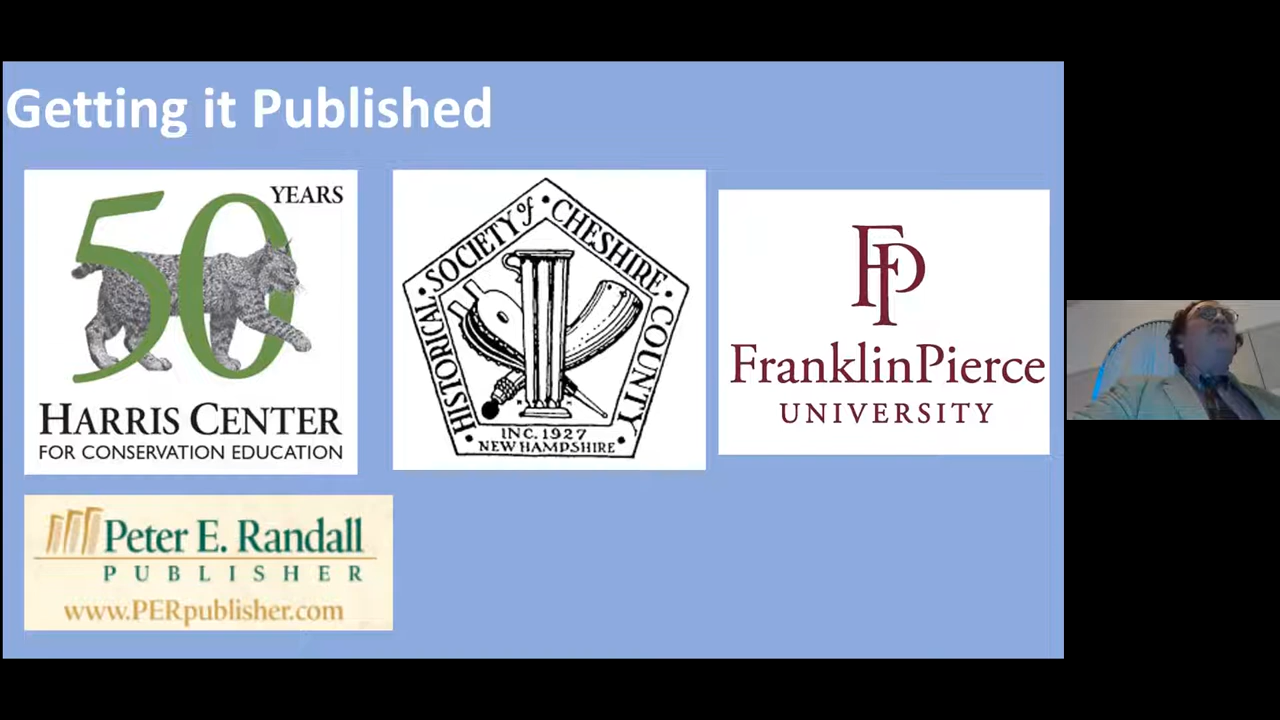 Getting it Published
50 YEARS
HARRIS CENTER
FOR CONSERVATION EDUCATION
• HISTORICAL • SOCIETY of • CHESHIRE • COUNTY •
INC. 1927
NEW HAMPSHIRE
FP
FranklinPierce
UNIVERSITY
Peter E. Randall
PUBLISHER
www.PERpublisher.com